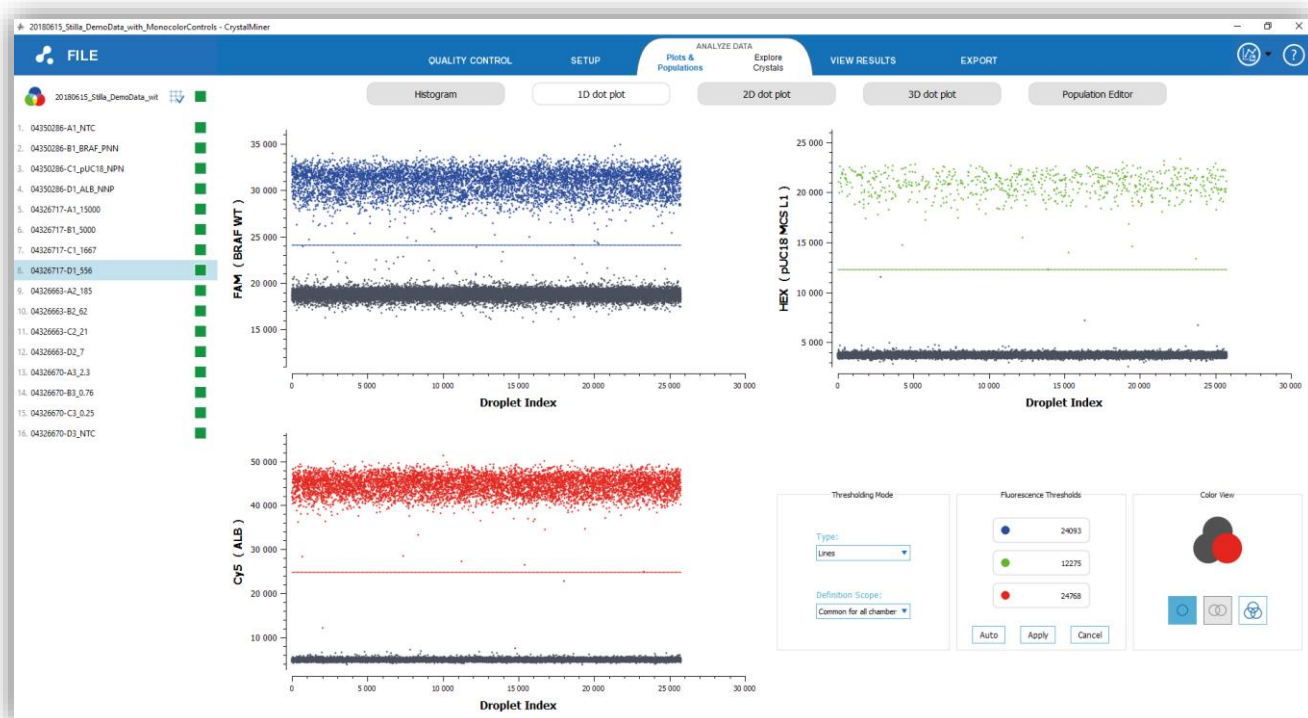 20180615_Stilla_DemoData_with_MonocolorControls - CrystalMiner
FILE
QUALITY CONTROL
SETUP
ANALYZE DATA
Plots &
Populations
Explore
Crystals
VIEW RESULTS
EXPORT
?
20180615_Stilla_DemoData_wit
1. 04350286-A1_NTC
2. 04350286-B1_BRAF_PNN
3. 04350286-C1_pUC18_NPN
4. 04350286-D1_ALB_NNP
5. 04326717-A1_15000
6. 04326717-B1_5000
7. 04326717-C1_1667
8. 04326717-D1_556
9. 04326663-A2_185
10. 04326663-B2_62
11. 04326663-C2_21
12. 04326663-D2_7
13. 04326670-A3_2.3
14. 04326670-B3_0.76
15. 04326670-C3_0.25
16. 04326670-D3_NTC
Histogram
1D dot plot
2D dot plot
3D dot plot
Population Editor
FAM ( BRAF WT )
35 000
30 000
25 000
20 000
15 000
0 5 000 10 000 15 000 20 000 25 000 30 000
Droplet Index
HEX ( pUC18 MCS L1 )
25 000
20 000
15 000
10 000
5 000
0 5 000 10 000 15 000 20 000 25 000 30 000
Droplet Index
Cy5 ( ALB )
50 000
40 000
30 000
20 000
10 000
0 5 000 10 000 15 000 20 000 25 000 30 000
Droplet Index
Thresholding Mode
Type:
Lines
Definition Scope:
Common for all chamber
Fluorescence Thresholds
24093
12275
24768
Auto
Apply
Cancel
Color View